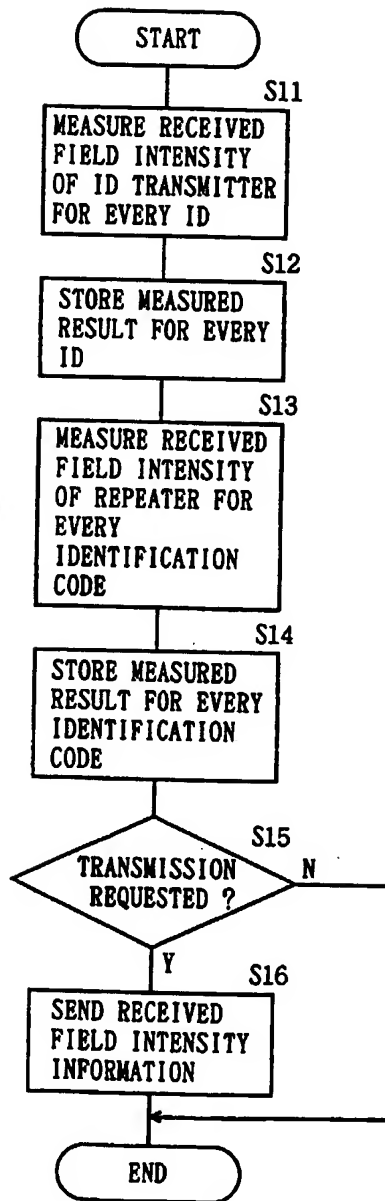 START
S11
MEASURE RECEIVED
FIELD INTENSITY
OF ID TRANSMITTER
FOR EVERY ID
S12
STORE MEASURED
RESULT FOR EVERY
ID
S13
MEASURE RECEIVED
FIELD INTENSITY
OF REPEATER FOR
EVERY
IDENTIFICATION
CODE
S14
STORE MEASURED
RESULT FOR EVERY
IDENTIFICATION
CODE
S15
TRANSMISSION
REQUESTED ?
N
Y
S16
SEND RECEIVED
FIELD INTENSITY
INFORMATION
END